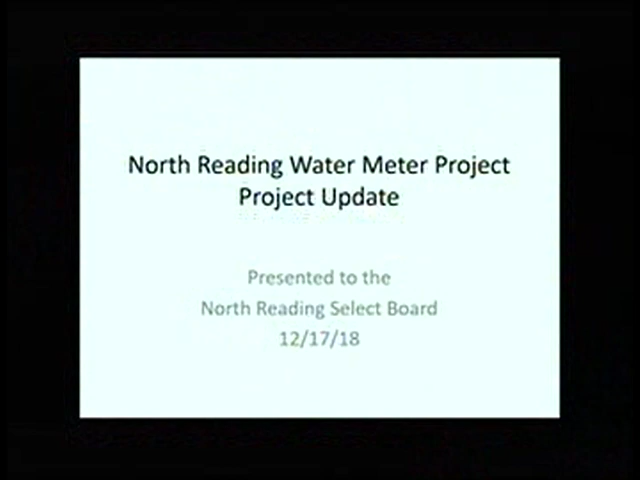 North Reading Water Meter Project
Project Update
Presented to the
North Reading Select Board
12/17/18